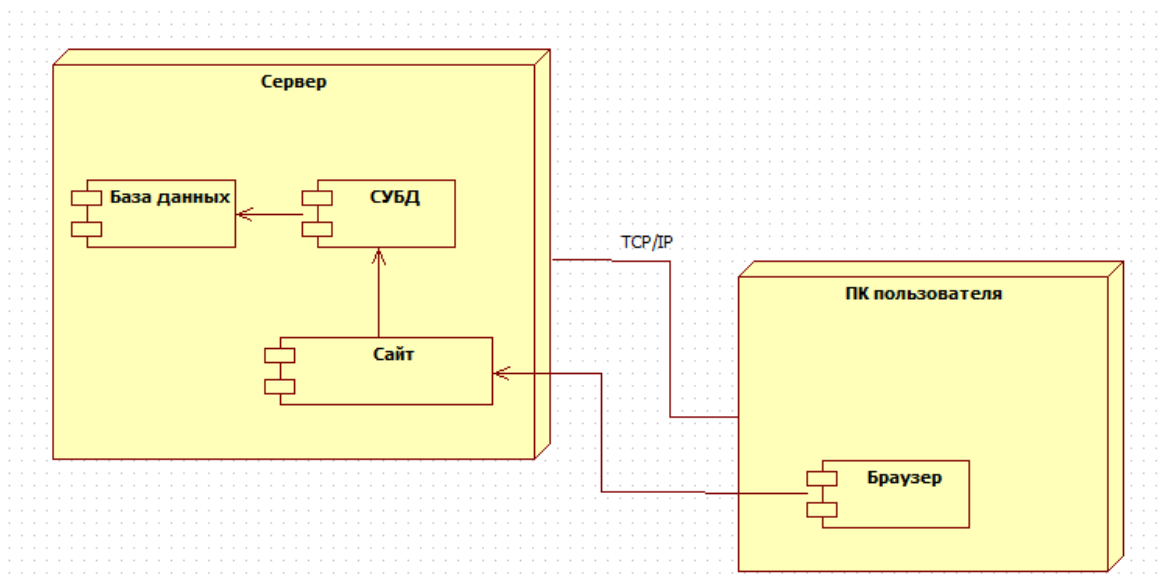 Сервер
База данных
СУБД
TCP/IP
ПК пользователя
Сайт
Браузер